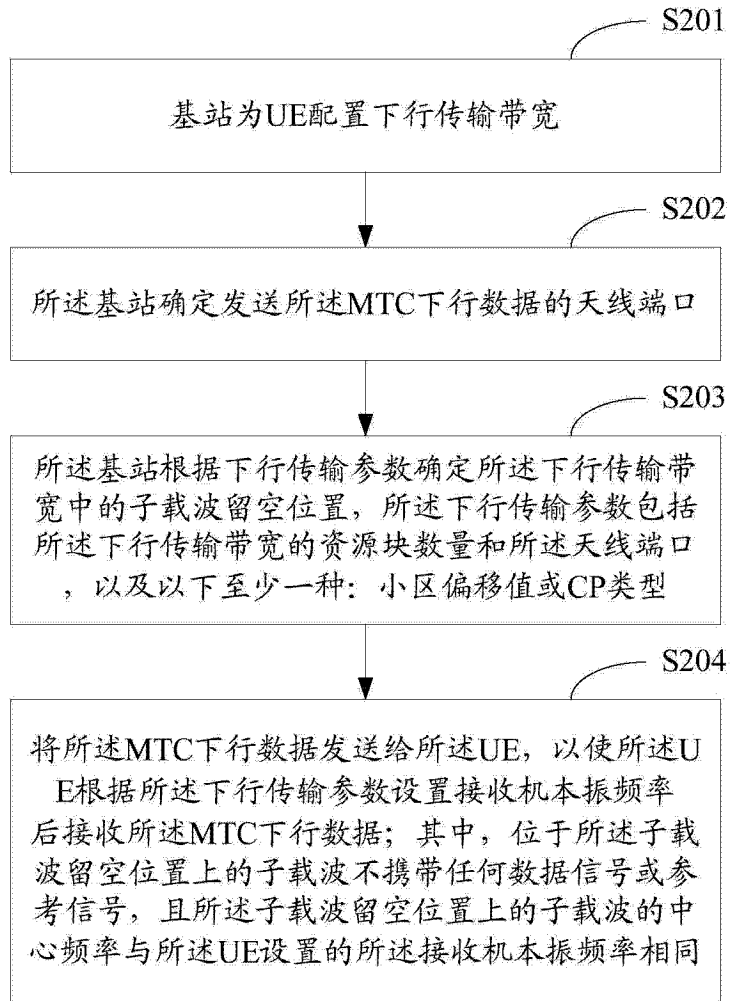 S201
基站为UE配置下行传输带宽
S202
所述基站确定发送所述MTC下行数据的天线端口
S203
所述基站根据下行传输参数确定所述下行传输带
宽中的子载波留空位置，所述下行传输参数包括
所述下行传输带宽的资源块数量和所述天线端口
，以及以下至少一种：小区偏移值或CP类型
S204
将所述MTC下行数据发送给所述UE，以使所述U
E根据所述下行传输参数设置接收机本振频率
后接收所述MTC下行数据；其中，位于所述子载
波留空位置上的子载波不携带任何数据信号或参
考信号，且所述子载波留空位置上的子载波的中
心频率与所述UE设置的所述接收机本振频率相同